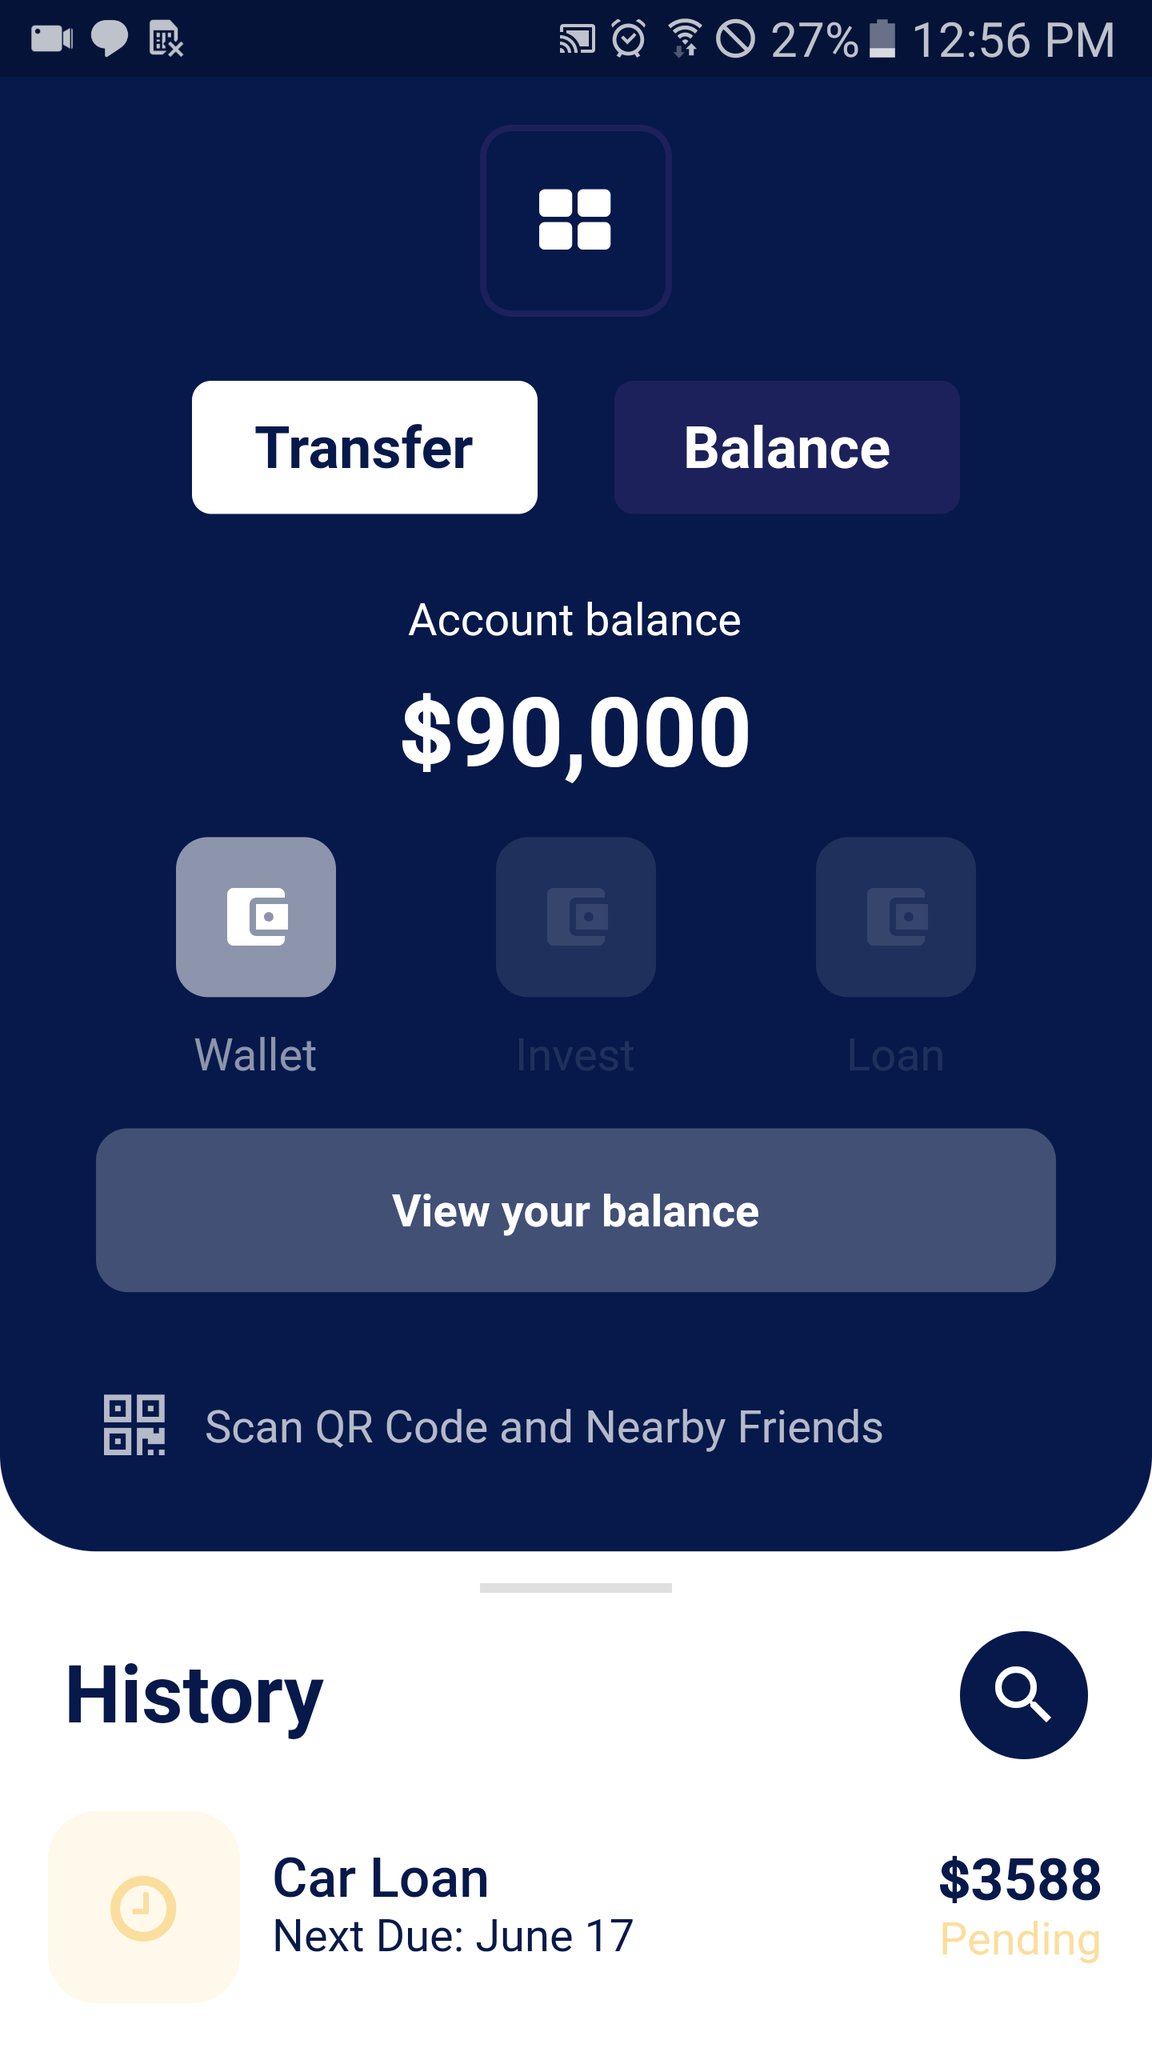 27% 12:56 PM
Transfer
Balance
Account balance
$90,000
Wallet
Invest
Loan
View your balance
Scan QR Code and Nearby Friends
History
Car Loan
$3588
Next Due: June 17
Pending